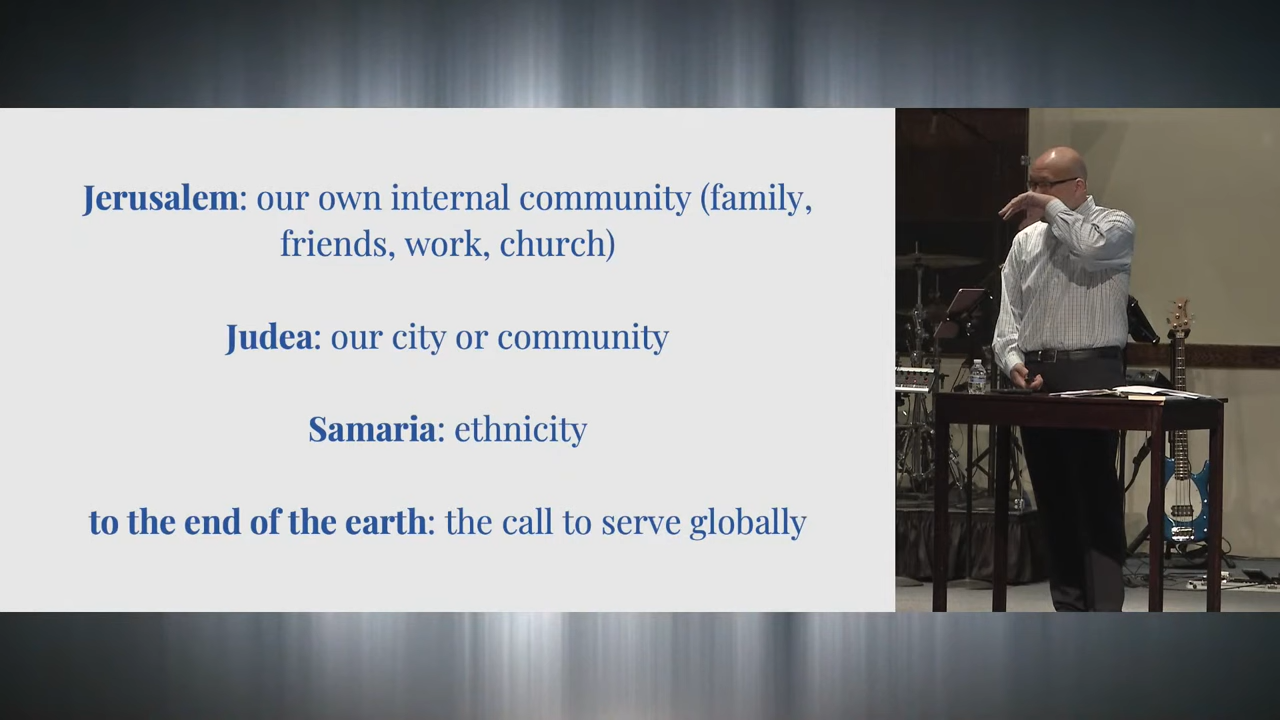 Jerusalem: our own internal community (family,
friends, work, church)
Judea: our city or community
Samaria: ethnicity
to the end of the earth: the call to serve globally